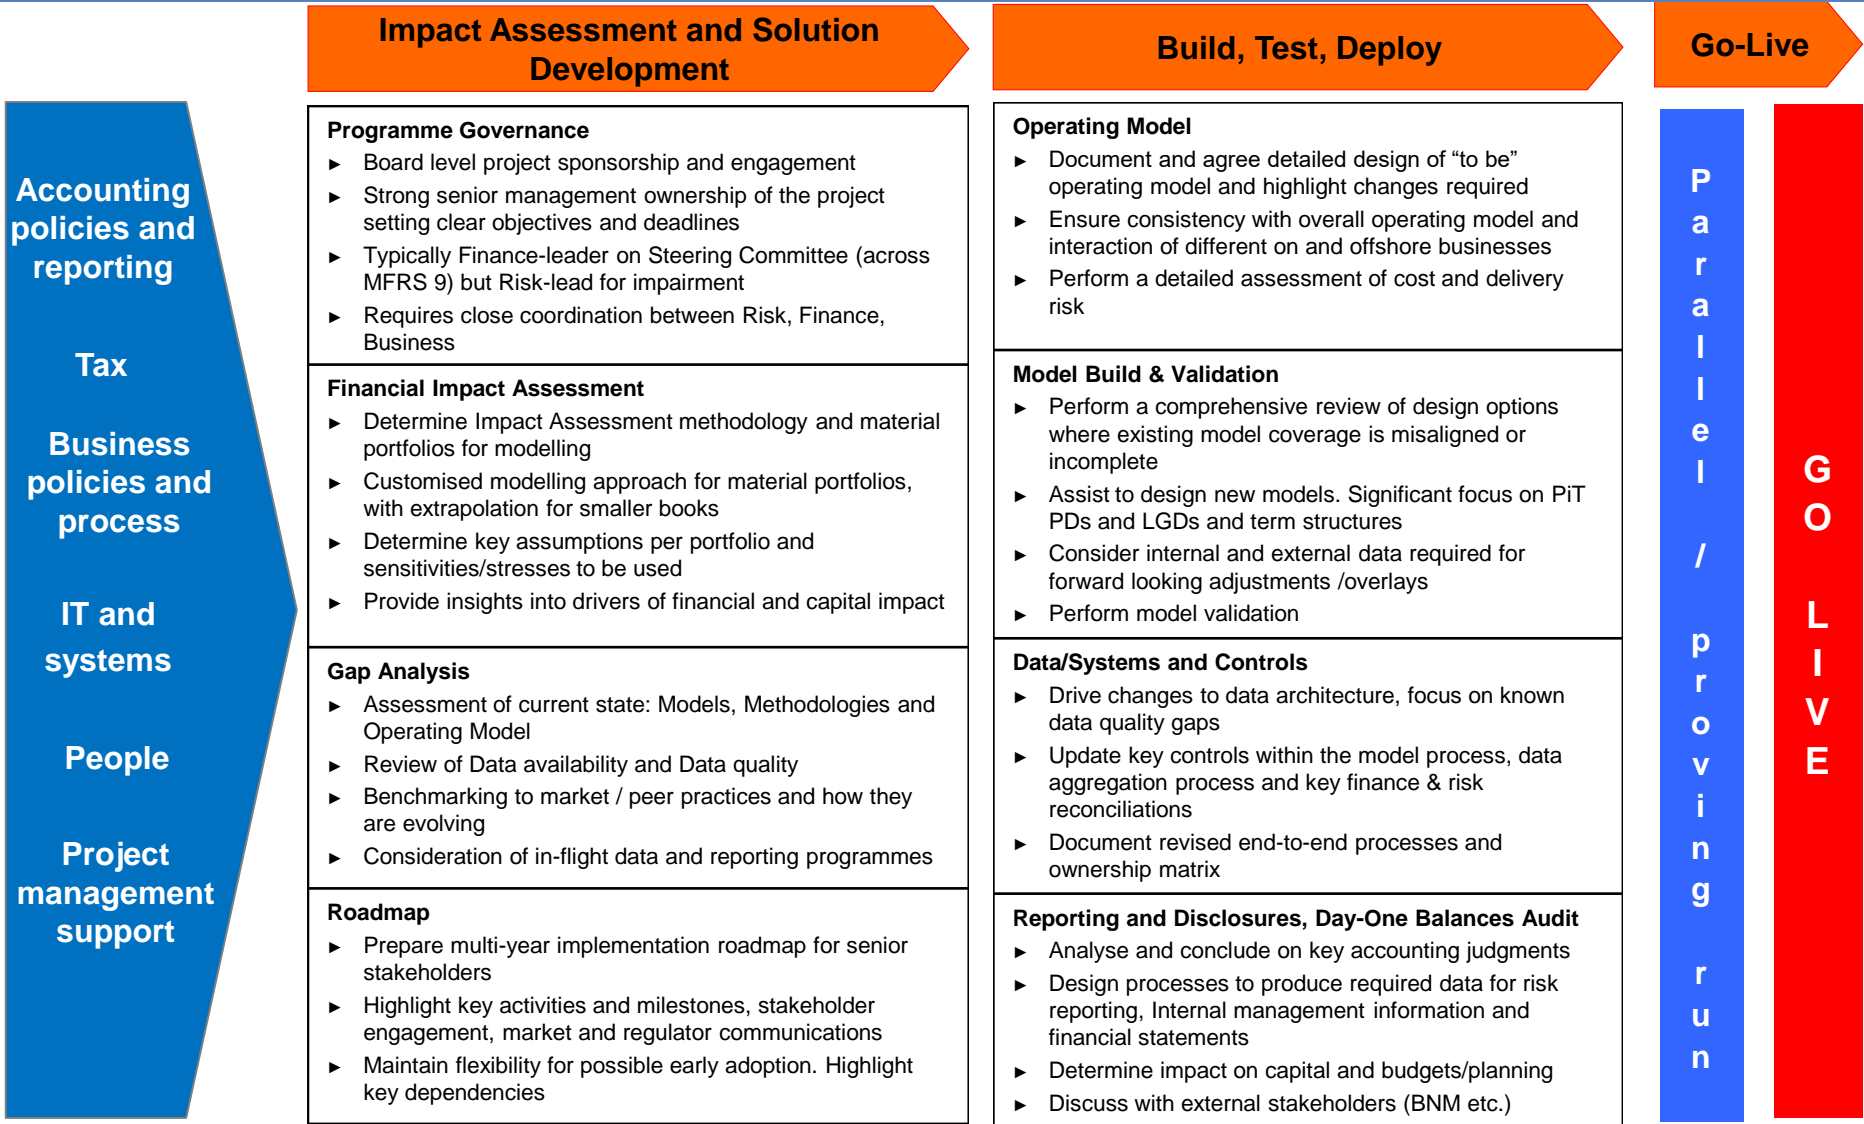 Impact Assessment and Solution
Development
Build, Test, Deploy
Go-Live
Accounting
policies and
reporting
Tax
Business
policies and
process
IT and
systems
People
Project
management
support
Programme Governance
► Board level project sponsorship and engagement
► Strong senior management ownership of the project
setting clear objectives and deadlines
► Typically Finance-leader on Steering Committee (across
MFRS 9) but Risk-lead for impairment
► Requires close coordination between Risk, Finance,
Business
Financial Impact Assessment
► Determine Impact Assessment methodology and material
portfolios for modelling
► Customised modelling approach for material portfolios,
with extrapolation for smaller books
► Determine key assumptions per portfolio and
sensitivities/stresses to be used
► Provide insights into drivers of financial and capital impact
Gap Analysis
► Assessment of current state: Models, Methodologies and
Operating Model
► Review of Data availability and Data quality
► Benchmarking to market / peer practices and how they
are evolving
► Consideration of in-flight data and reporting programmes
Roadmap
► Prepare multi-year implementation roadmap for senior
stakeholders
► Highlight key activities and milestones, stakeholder
engagement, market and regulator communications
► Maintain flexibility for possible early adoption. Highlight
key dependencies
Operating Model
► Document and agree detailed design of “to be”
operating model and highlight changes required
► Ensure consistency with overall operating model and
interaction of different on and offshore businesses
► Perform a detailed assessment of cost and delivery
risk
Model Build & Validation
► Perform a comprehensive review of design options
where existing model coverage is misaligned or
incomplete
► Assist to design new models. Significant focus on PiT
PDs and LGDs and term structures
► Consider internal and external data required for
forward looking adjustments /overlays
► Perform model validation
Data/Systems and Controls
► Drive changes to data architecture, focus on known
data quality gaps
► Update key controls within the model process, data
aggregation process and key finance & risk
reconciliations
► Document revised end-to-end processes and
ownership matrix
Reporting and Disclosures, Day-One Balances Audit
► Analyse and conclude on key accounting judgments
► Design processes to produce required data for risk
reporting, Internal management information and
financial statements
► Determine impact on capital and budgets/planning
► Discuss with external stakeholders (BNM etc.)
Parallel / proving run
GO LIVE